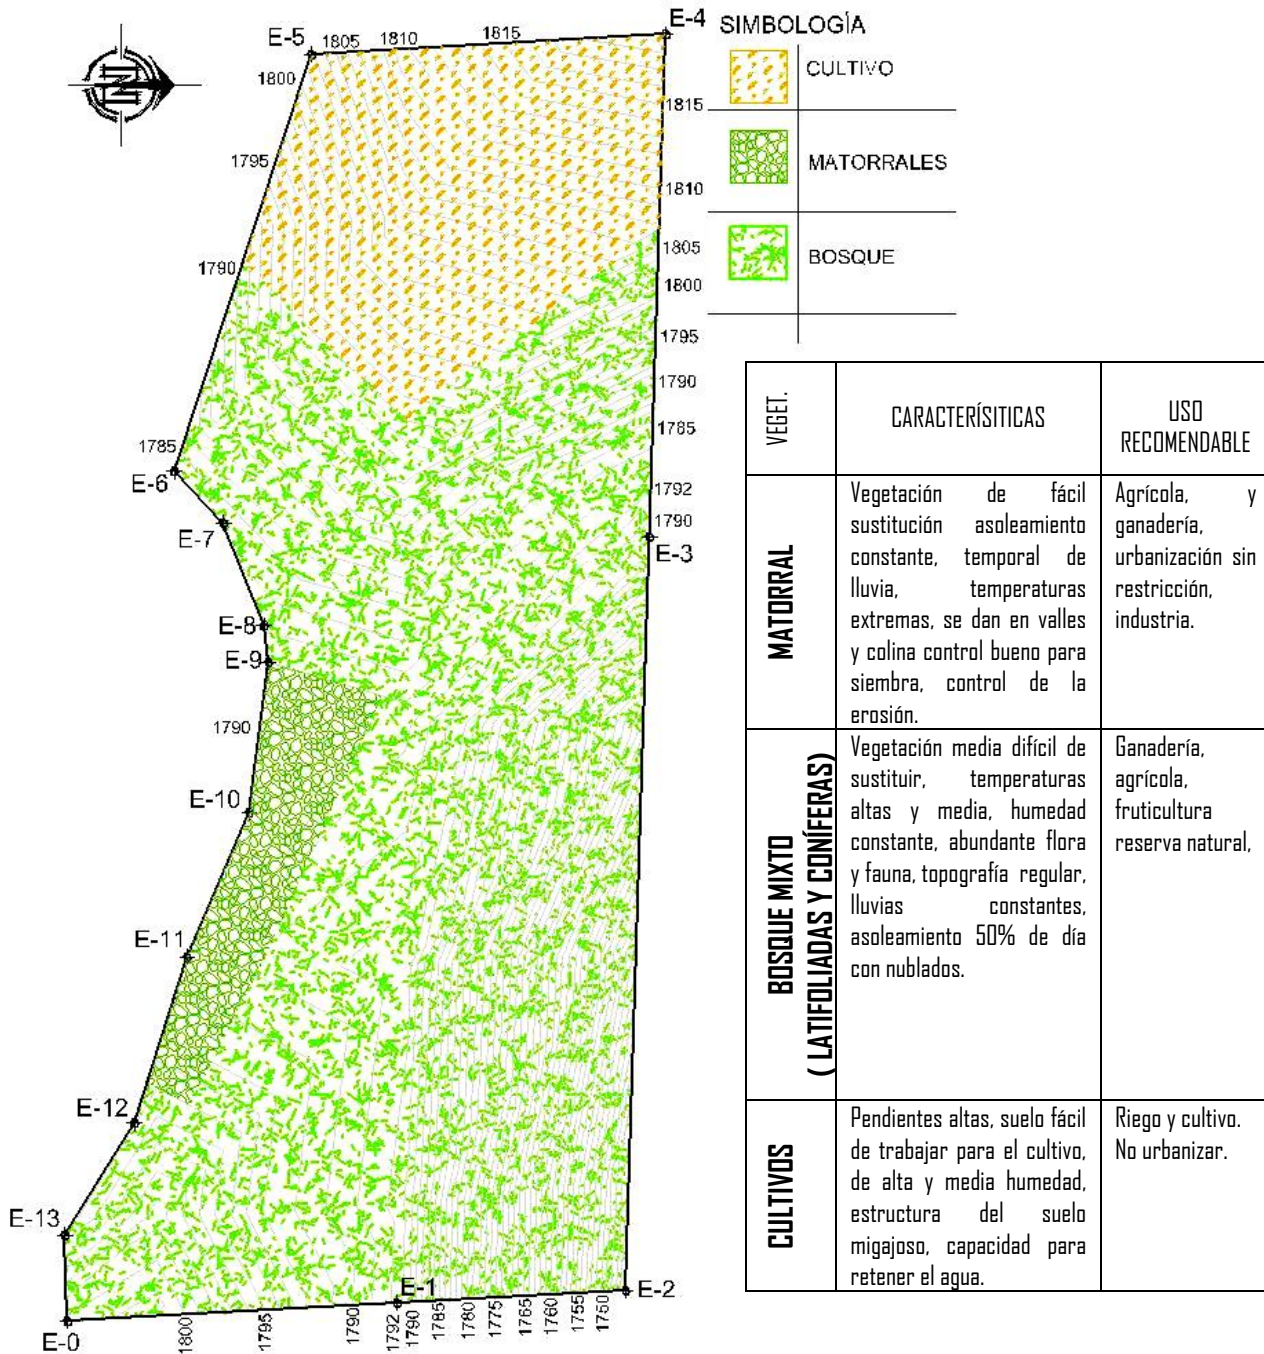 E-4
SIMBOLOGÍA
E-5
1805
1810
1815
1800
CULTIVO
1815
1795
MATORRALES
1810
1805
BOSQUE
1790
1800
1795
1790
1785
1785
E-6
1792
E-7
1790
E-3
E-8
E-9
1790
E-10
E-11
E-12
E-13
E-0
1800
1795
1790
1792
E-1
1790
1785
1780
1775
1765
1760
1755
1750
E-2
VEGET.
CARACTERÍSITICAS
USO
RECOMENDABLE
MATORRAL
Vegetación de fácil
sustitución asoleamiento
constante, temporal de
lluvia, temperaturas
extremas, se dan en valles
y colina control bueno para
siembra, control de la
erosión.
Agrícola, y
ganadería,
urbanización sin
restricción,
industria.
BOSQUE MIXTO
( LATIFOLIADAS Y CONÍFERAS)
Vegetación media difícil de
sustituir, temperaturas
altas y media, humedad
constante, abundante flora
y fauna, topografía regular,
lluvias constantes,
asoleamiento 50% de día
con nublados.
Ganadería,
agrícola,
fruticultura
reserva natural,
CULTIVOS
Pendientes altas, suelo fácil
de trabajar para el cultivo,
de alta y media humedad,
estructura del suelo
migajoso, capacidad para
retener el agua.
Riego y cultivo.
No urbanizar.